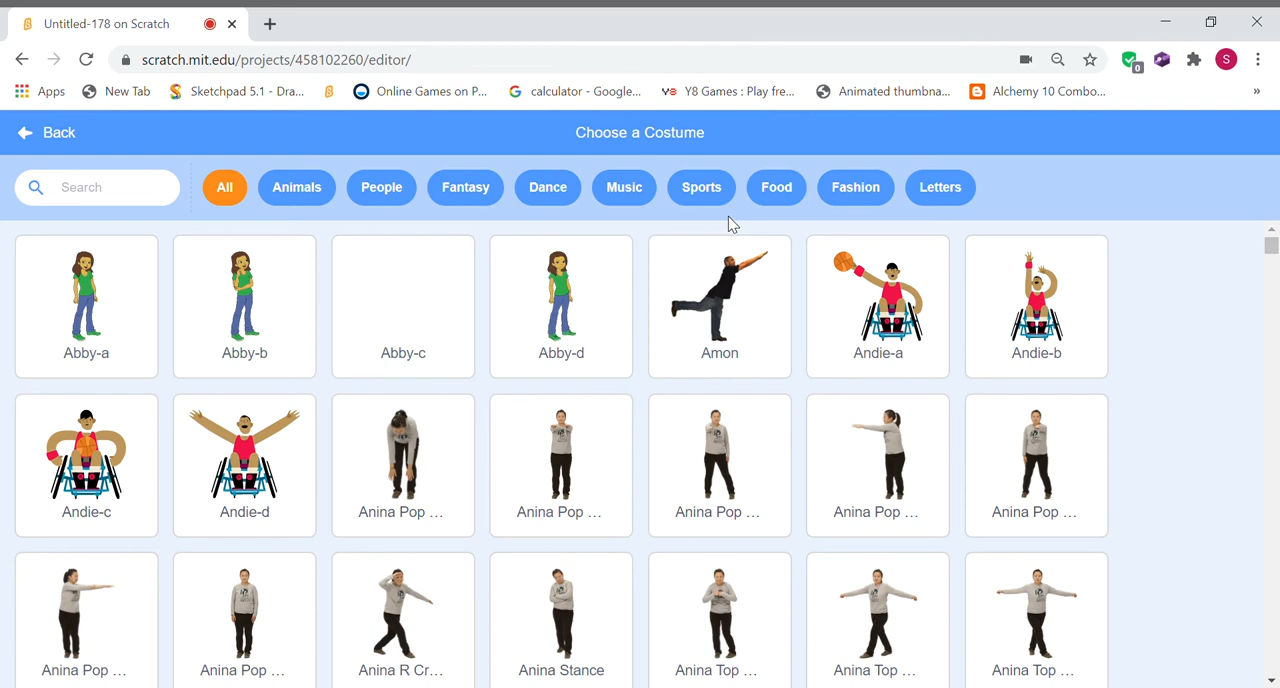 Untitled-178 on Scratch
scratch.mit.edu/projects/458102260/editor/
0
S
Apps
New Tab
Sketchpad 5.1 - Dra...
Online Games on P...
calculator - Google...
Y8 Games : Play fre...
Animated thumbna...
Alchemy 10 Combo...
»
Back
Choose a Costume
Search
All
Animals
People
Fantasy
Dance
Music
Sports
Food
Fashion
Letters
Abby-a
Abby-b
Abby-c
Abby-d
Amon
Andie-a
Andie-b
Andie-c
Andie-d
Anina Pop ...
Anina Pop ...
Anina Pop ...
Anina Pop ...
Anina Pop ...
Anina Pop ...
Anina Pop ...
Anina R Cr...
Anina Stance
Anina Top ...
Anina Top ...
Anina Top ...